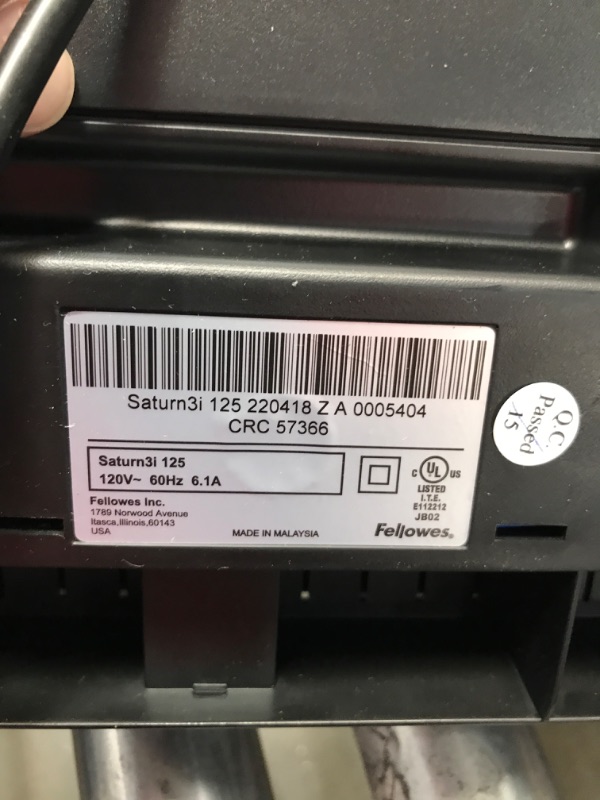 Saturn3i 125 220418 Z A 0005404
CRC 57366
Saturn3i 125
120V~ 60Hz 6.1A
Fellowes Inc.
1789 Norwood Avenue
Itasca,Illinois,60143
USA
MADE IN MALAYSIA
C UL US
LISTED
I.T.E.
E112212
JB02
Fellowes®
Q.C.
Passed
15